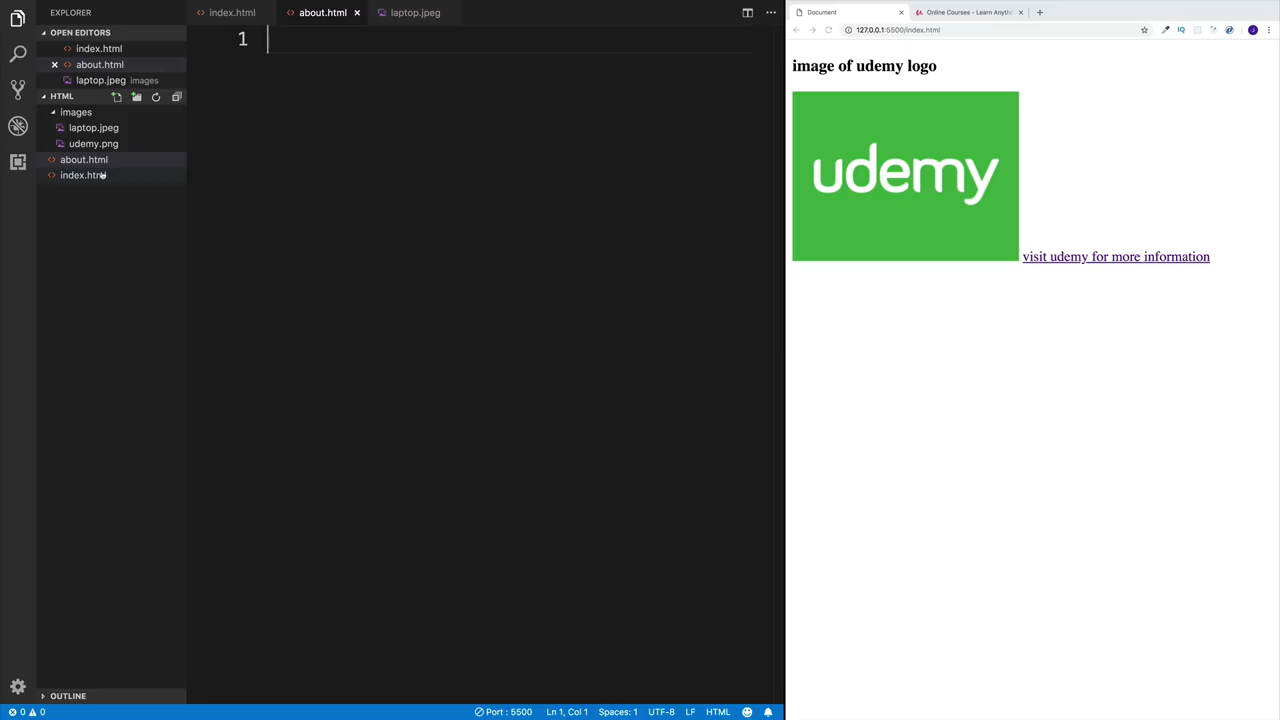 EXPLORER
OPEN EDITORS
index.html
about.html
laptop.jpeg images
HTML
images
laptop.jpeg
udemy.png
about.html
index.html
OUTLINE
0 0
index.html about.html laptop.jpeg
1
Port : 5500 Ln 1, Col 1 Spaces: 1 UTF-8 LF HTML
Document Online Courses - Learn Anythi
127.0.0.1:5500/index.html
IQ
J
image of udemy logo
udemy
visit udemy for more information